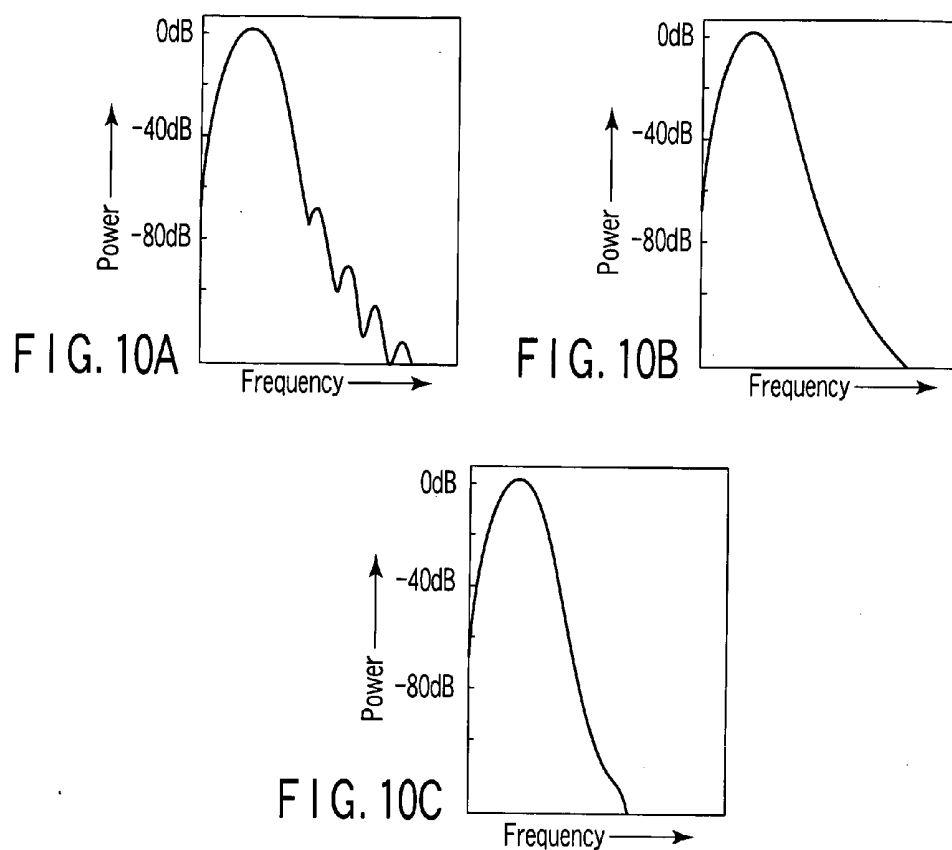 0dB
-40dB
-80dB
Power
Frequency
FIG. 10A
0dB
-40dB
-80dB
Power
Frequency
FIG. 10B
0dB
-40dB
-80dB
Power
Frequency
FIG. 10C